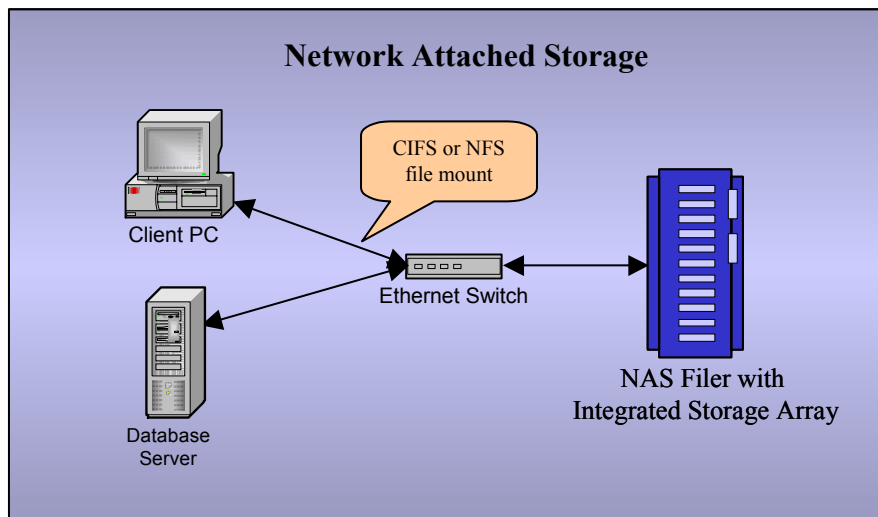 Network Attached Storage
CIFS or NFS
file mount
Client PC
Ethernet Switch
Database
Server
NAS Filer with
Integrated Storage Array